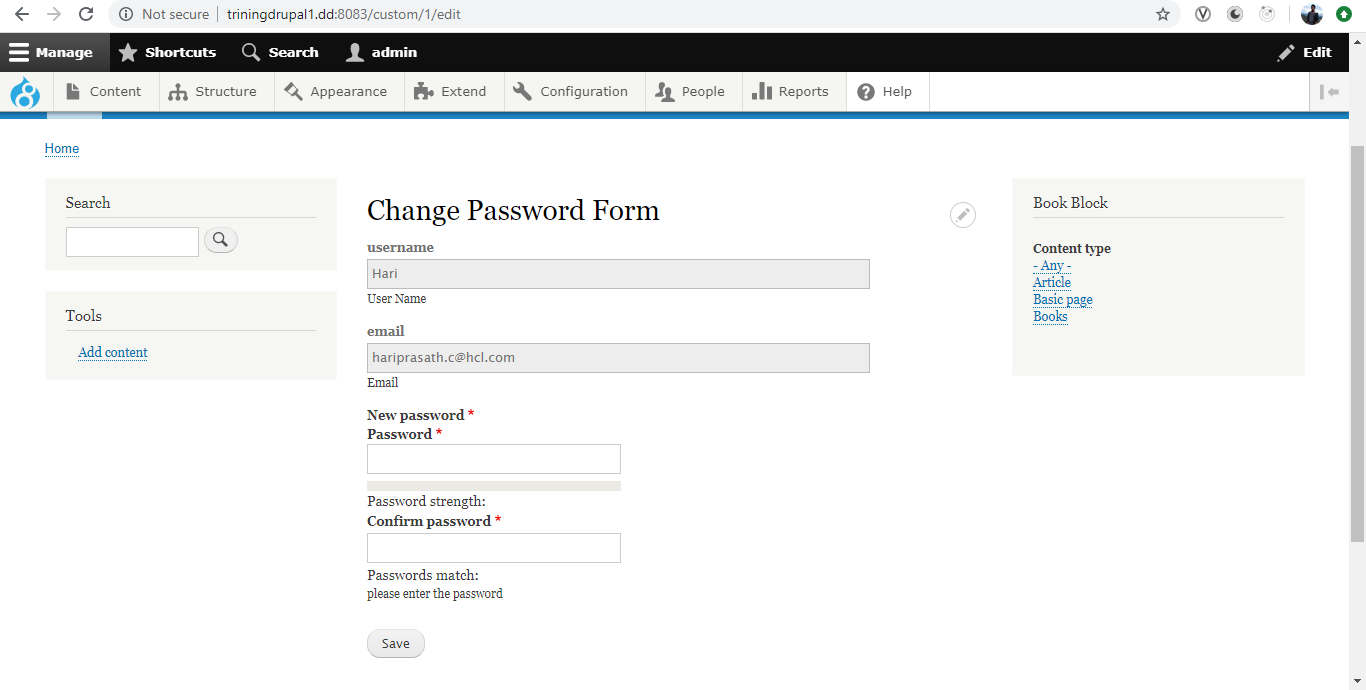 Not secure | triningdrupal1.dd:8083/custom/1/edit
Manage Shortcuts Search admin Edit
Content Structure Appearance Extend Configuration People Reports Help
Home
Search
Tools
Add content
Change Password Form
username
Hari
User Name
email
hariprasath.c@hcl.com
Email
New password *
Password *
Password strength:
Confirm password *
Passwords match:
please enter the password
Save
Book Block
Content type
- Any -
Article
Basic page
Books